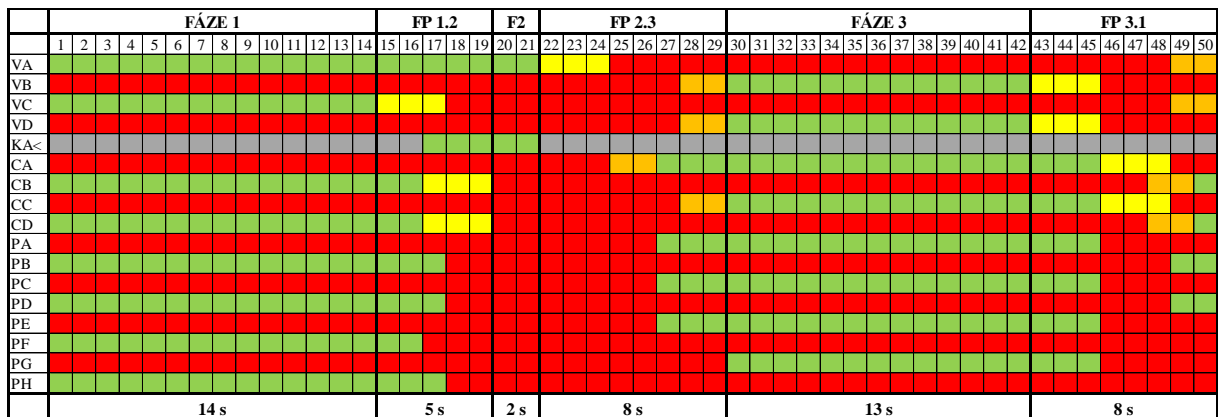 FÁZE 1 FP 1.2 F2 FP 2.3 FÁZE 3 FP 3.1
1 2 3 4 5 6 7 8 9 10 11 12 13 14 15 16 17 18 19 20 21 22 23 24 25 26 27 28 29 30 31 32 33 34 35 36 37 38 39 40 41 42 43 44 45 46 47 48 49 50
VA
VB
VC
VD
KA<
CA
CB
CC
CD
PA
PB
PC
PD
PE
PF
PG
PH
14 s 5 s 2 s 8 s 13 s 8 s